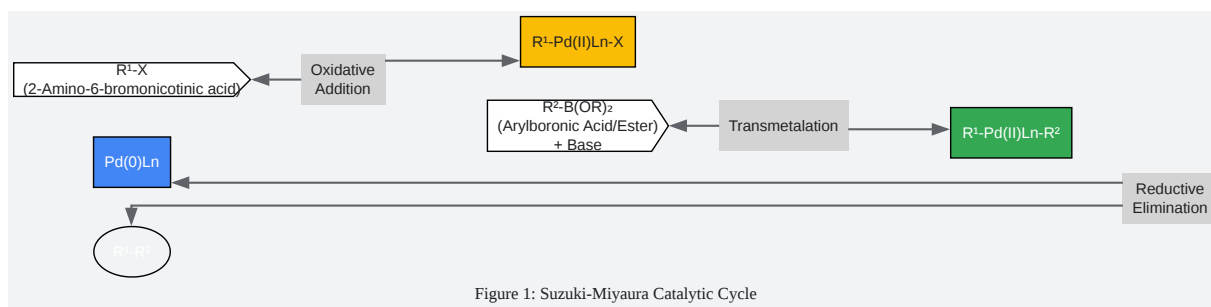 R¹-Pd(II)Ln-X
R¹-X
(2-Amino-6-bromonicotinic acid)
Oxidative
Addition
R²-B(OR)₂
(Arylboronic Acid/Ester)
+ Base
Transmetalation
R¹-Pd(II)Ln-R²
Pd(0)Ln
Reductive
Elimination
R¹-R²
Figure 1: Suzuki-Miyaura Catalytic Cycle